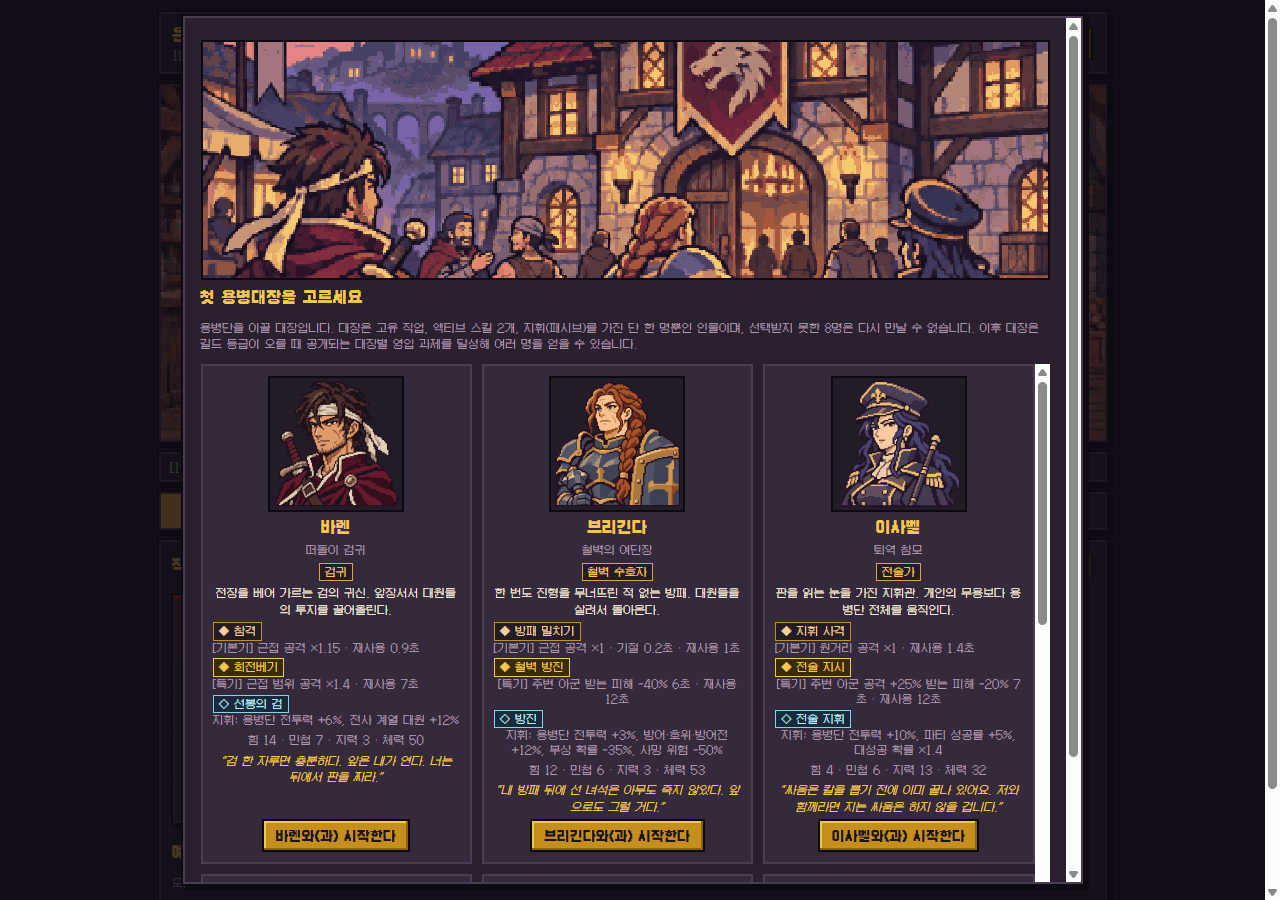 첫 용병대장을 고르세요
용병단을 이끌 대장입니다. 대장은 고유 직업, 액티브 스킬 2개, 지휘(패시브)를 가진 단 한 명뿐인 인물이며, 선택받지 못한 8명은 다시 만날 수 없습니다. 이후 대장은
길드 등급이 오를 때 공개되는 대장별 영입 과제를 달성해 여러 명을 얻을 수 있습니다.
바렌
떠돌이 검귀
검귀
전장을 베어 가르는 검의 귀신. 앞장서서 대원들
의 투지를 끌어올린다.
◆ 참격
[기본기] 근접 공격 ×1.15 · 재사용 0.9초
◆ 회전베기
[특기] 근접 범위 공격 ×1.4 · 재사용 7초
◇ 선봉의 검
지휘: 용병단 전투력 +6%, 전사 계열 대원 +12%
힘 14 · 민첩 7 · 지력 3 · 체력 50
“검 한 자루면 충분하다. 앞은 내가 연다. 너는
뒤에서 판을 짜라.”
바렌와(과) 시작한다
브리킨다
철벽의 여단장
철벽 수호자
한 번도 진형을 무너뜨린 적 없는 방패. 대원들을
살려서 돌아온다.
◆ 방패 밀치기
[기본기] 근접 공격 ×1 · 기절 0.2초 · 재사용 1초
◆ 철벽 방진
[특기] 주변 아군 받는 피해 -40% 6초 · 재사용
12초
◇ 방진
지휘: 용병단 전투력 +3%, 방어·호위·방어전
+12%, 부상 확률 -35%, 사망 위험 -50%
힘 12 · 민첩 6 · 지력 3 · 체력 53
“내 방패 뒤에 선 녀석은 아무도 죽지 않았다. 앞
으로도 그럴 거다.”
브리킨다와(과) 시작한다
이사벨
퇴역 참모
전술가
판을 읽는 눈을 가진 지휘관. 개인의 무용보다 용
병단 전체를 움직인다.
◆ 지휘 사격
[기본기] 원거리 공격 ×1 · 재사용 1.4초
◆ 전술 지시
[특기] 주변 아군 공격 +25% 받는 피해 -20% 7
초 · 재사용 12초
◇ 전술 지휘
지휘: 용병단 전투력 +10%, 파티 성공률 +5%,
대성공 확률 ×1.4
힘 4 · 민첩 6 · 지력 13 · 체력 32
“싸움은 칼을 뽑기 전에 이미 끝나 있어요. 저와
함께라면 지는 싸움은 하지 않을 겁니다.”
이사벨와(과) 시작한다